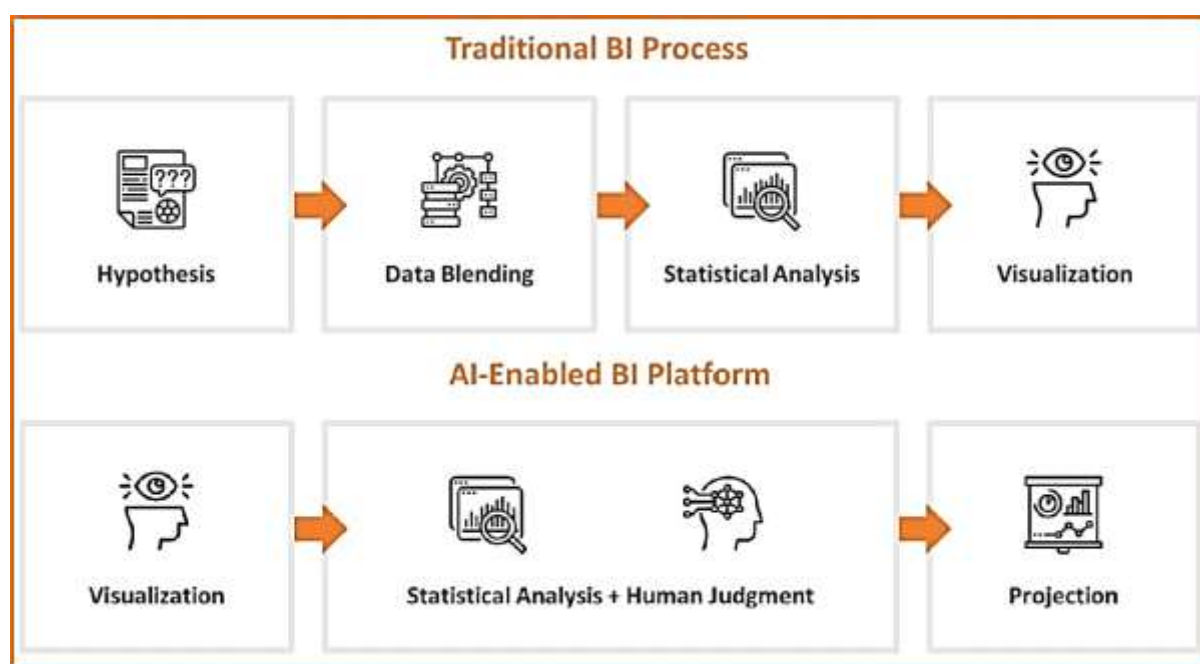 Traditional BI Process
???
Hypothesis
Data Blending
Statistical Analysis
Visualization
AI-Enabled BI Platform
Visualization
Statistical Analysis + Human Judgment
Projection